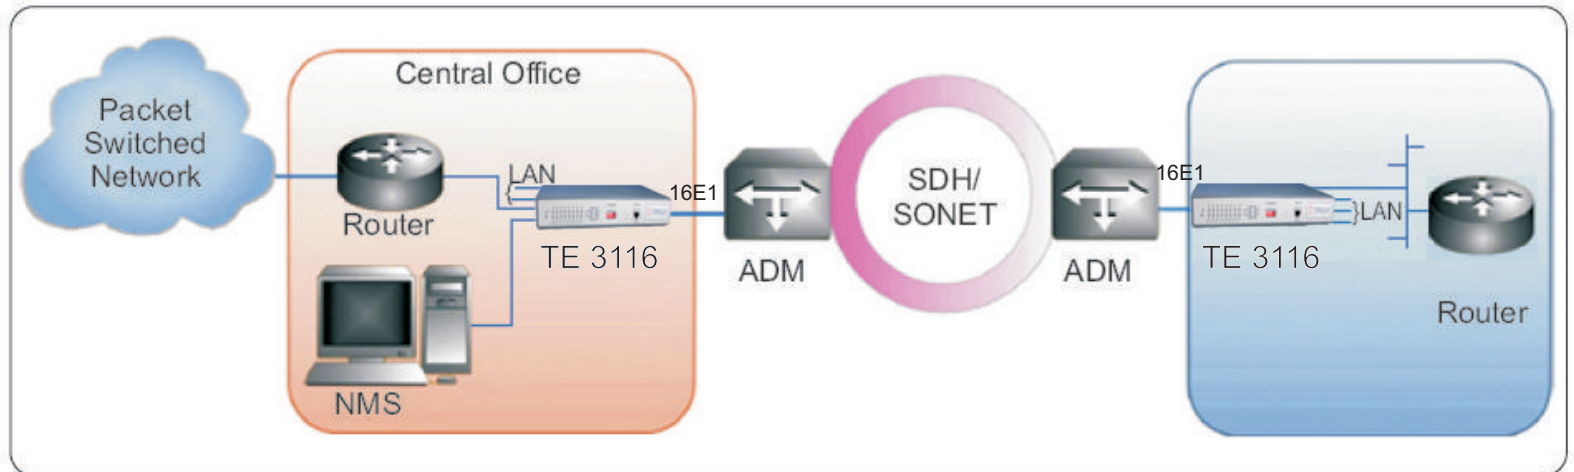 Packet
Switched
Network
Central Office
Router
LAN
16E1
TE 3116
NMS
ADM
SDH/
SONET
ADM
16E1
TE 3116
}LAN
Router